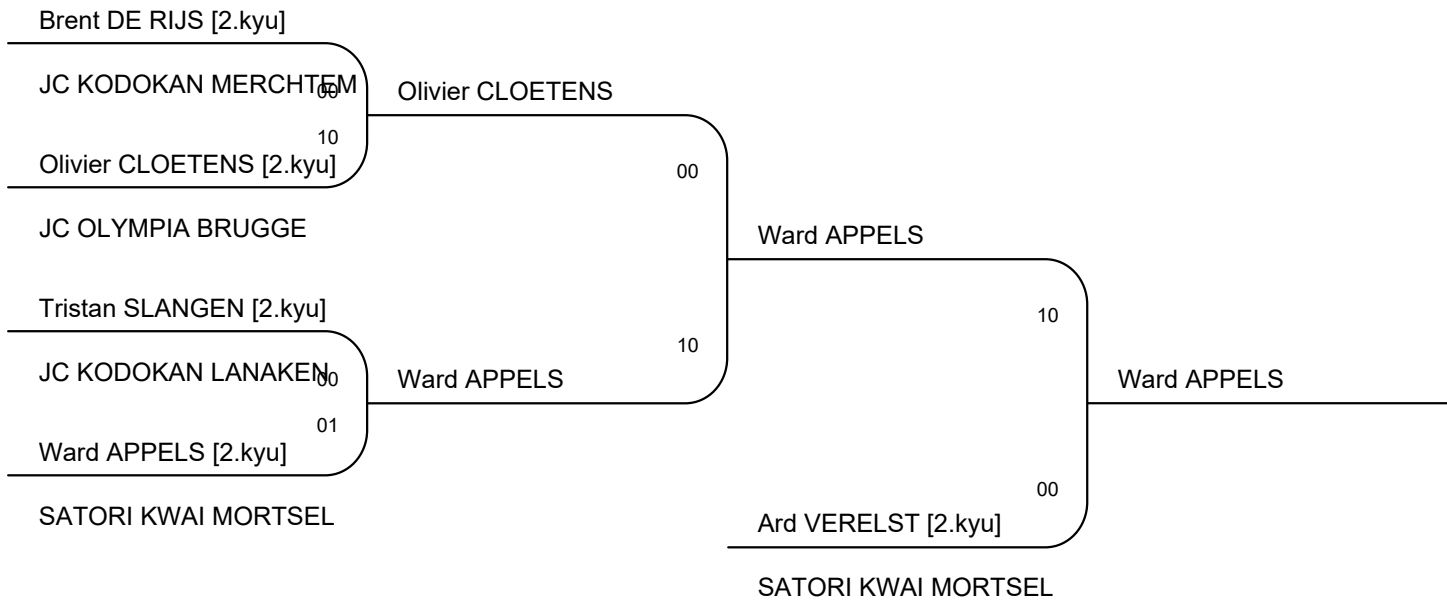 Brent DE RIJS [2.kyu]
JC KODOKAN MERCHTEM
00
Olivier CLOETENS
10
Olivier CLOETENS [2.kyu]
00
JC OLYMPIA BRUGGE
Ward APPELS
Tristan SLANGEN [2.kyu]
10
10
JC KODOKAN LANAKEN
00
Ward APPELS
Ward APPELS
01
Ward APPELS [2.kyu]
00
SATORI KWAI MORTSEL
Ard VERELST [2.kyu]
SATORI KWAI MORTSEL